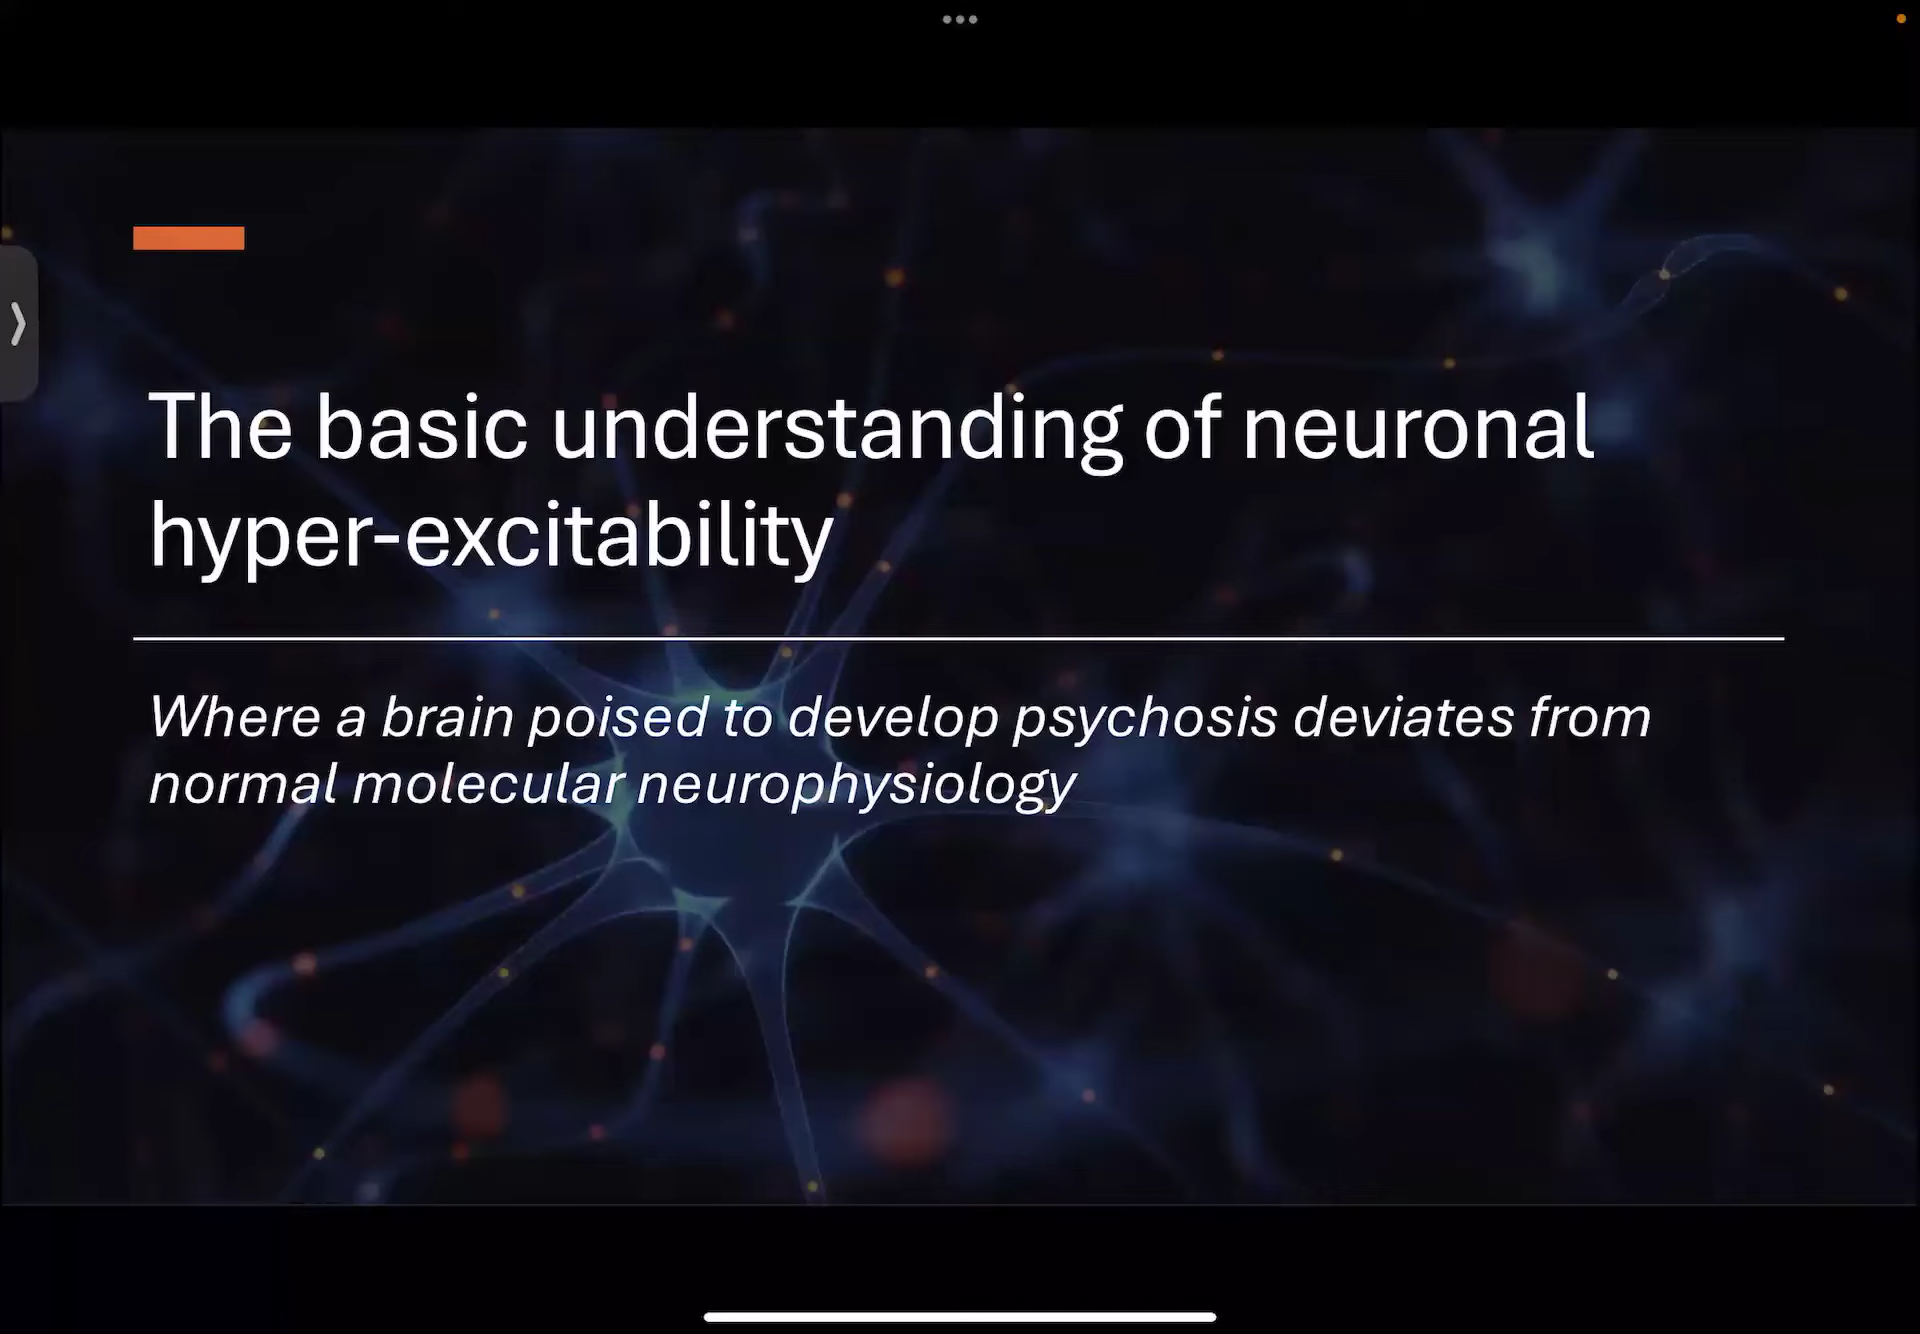 The basic understanding of neuronal
hyper-excitability
Where a brain poised to develop psychosis deviates from
normal molecular neurophysiology